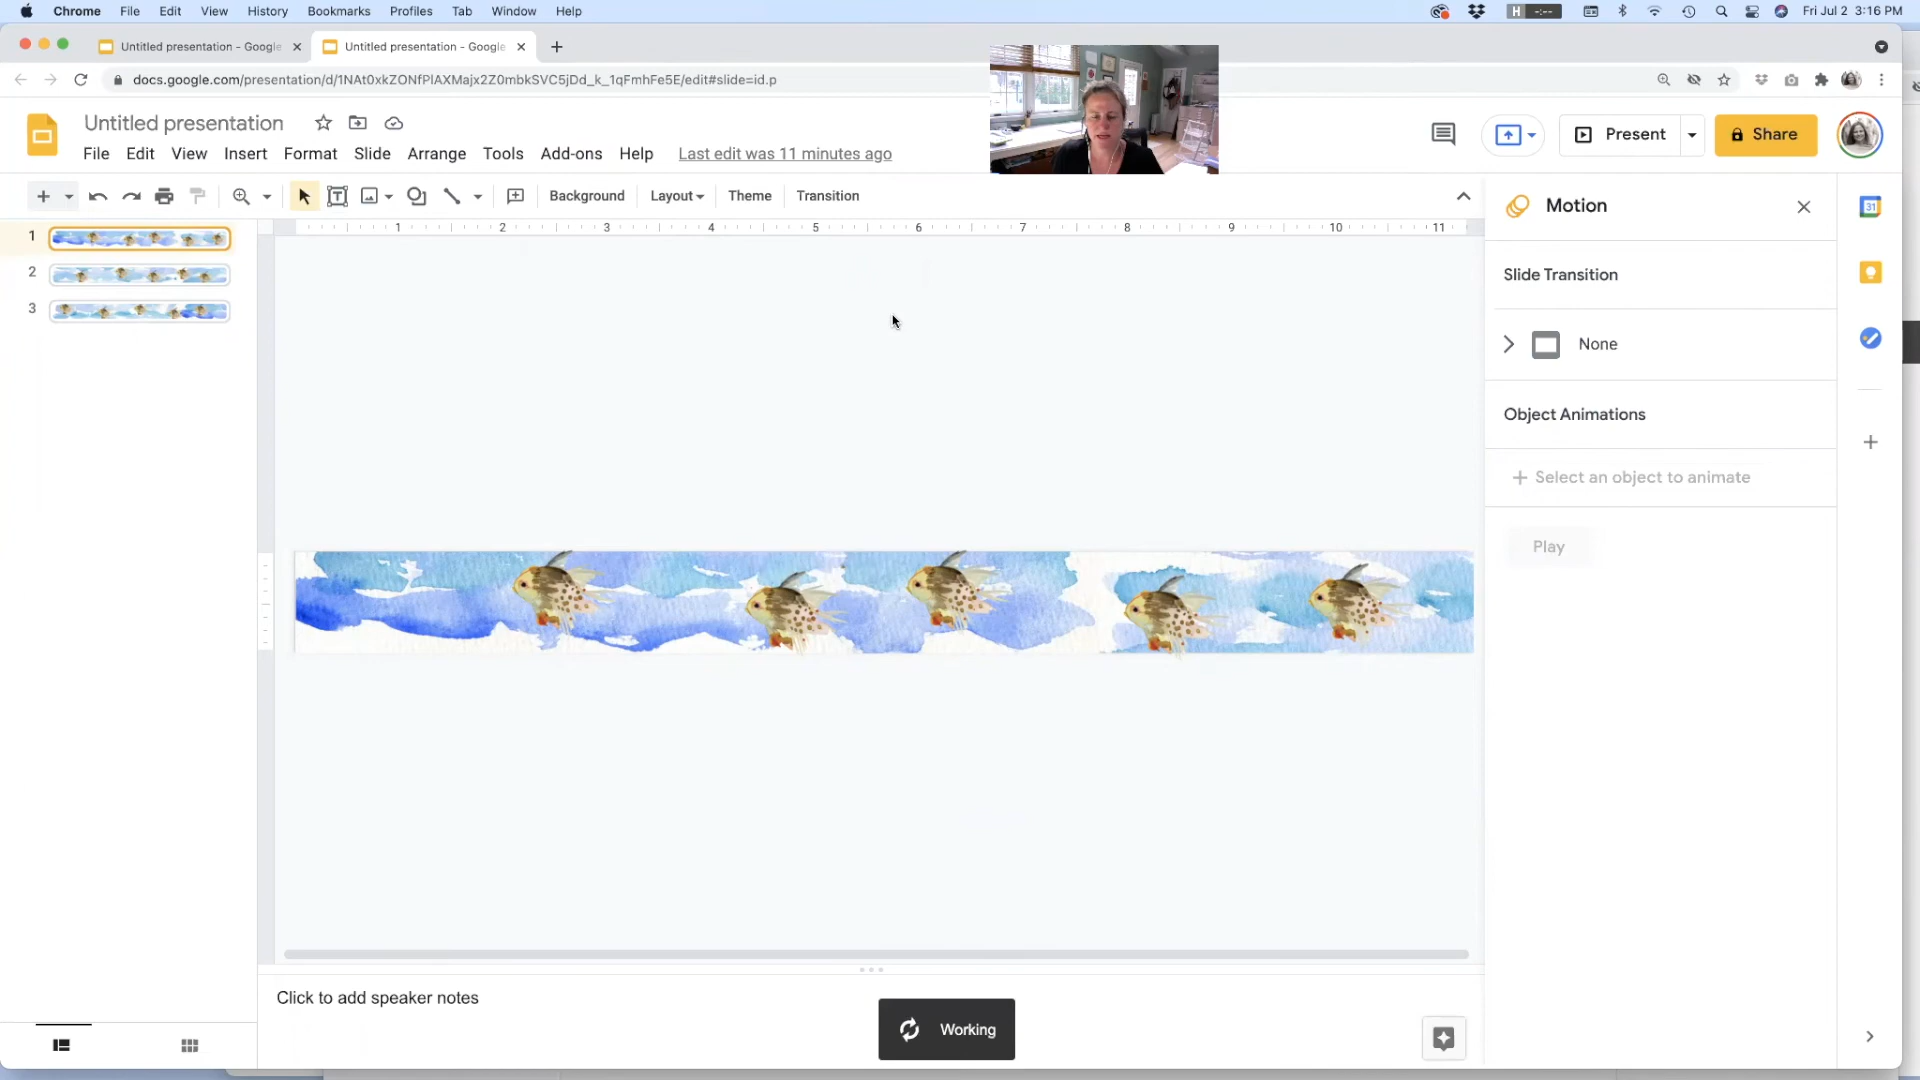 Chrome File Edit View History Bookmarks Profiles Tab Window Help
H -:-- Fri Jul 2 3:16 PM
Untitled presentation - Google
Untitled presentation - Google
docs.google.com/presentation/d/1NAt0xkZONfPIAXMajx2Z0mbkSVC5jDd_k_1qFmhFe5E/edit#slide=id.p
Untitled presentation
File Edit View Insert Format Slide Arrange Tools Add-ons Help Last edit was 11 minutes ago
Present
Share
Background Layout Theme Transition
1 2 3 4 5 6 7 8 9 10 11
1
2
3
Motion
Slide Transition
None
Object Animations
+ Select an object to animate
Play
31
Click to add speaker notes
Working